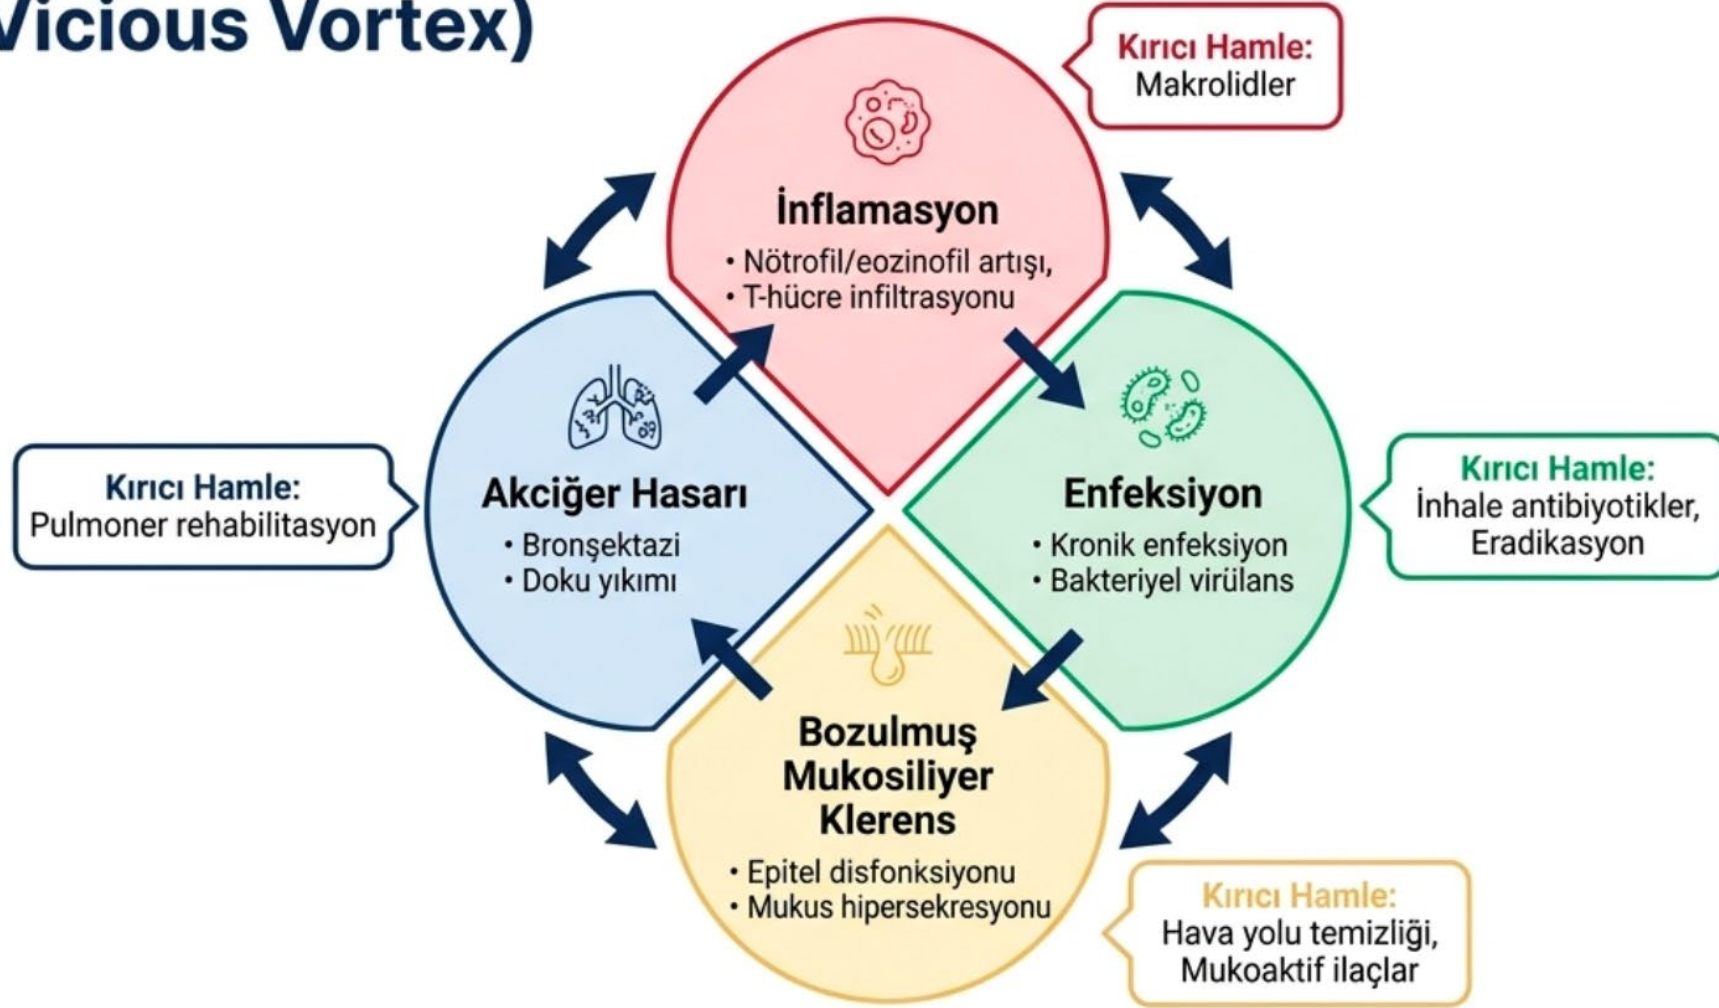 Vicious Vortex)
Kırıcı Hamle:
Makrolidler
İnflamasyon
• Nötrofil/eozinofil artışı,
• T-hücre infiltrasyonu
Akciğer Hasarı
• Bronşektazi
• Doku yıkımı
Kırıcı Hamle:
Pulmoner rehabilitasyon
Enfeksiyon
• Kronik enfeksiyon
• Bakteriyel virülans
Kırıcı Hamle:
İnhale antibiyotikler,
Eradikasyon
Bozulmuş
Mukosiliyer
Klerens
• Epitel disfonksiyonu
• Mukus hipersekresyonu
Kırıcı Hamle:
Hava yolu temizliği,
Mukoaktif ilaçlar